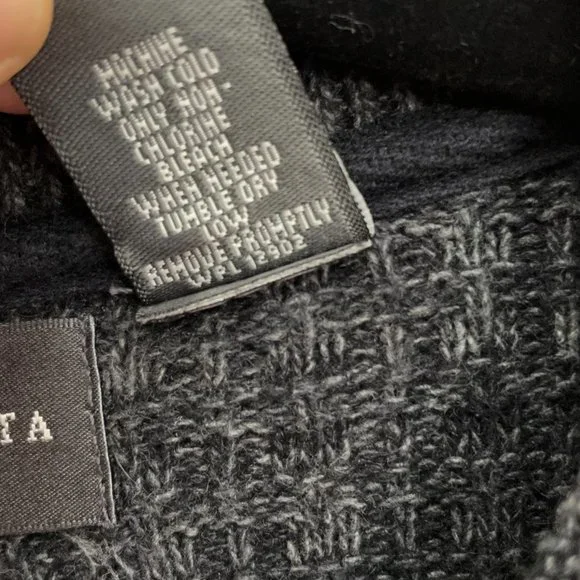 MACHINE
WASH COLD
ONLY NON-
CHLORINE
BLEACH
WHEN NEEDED
TUMBLE DRY
LOW
REMOVE PROMPTLY
WPL 12902
TA